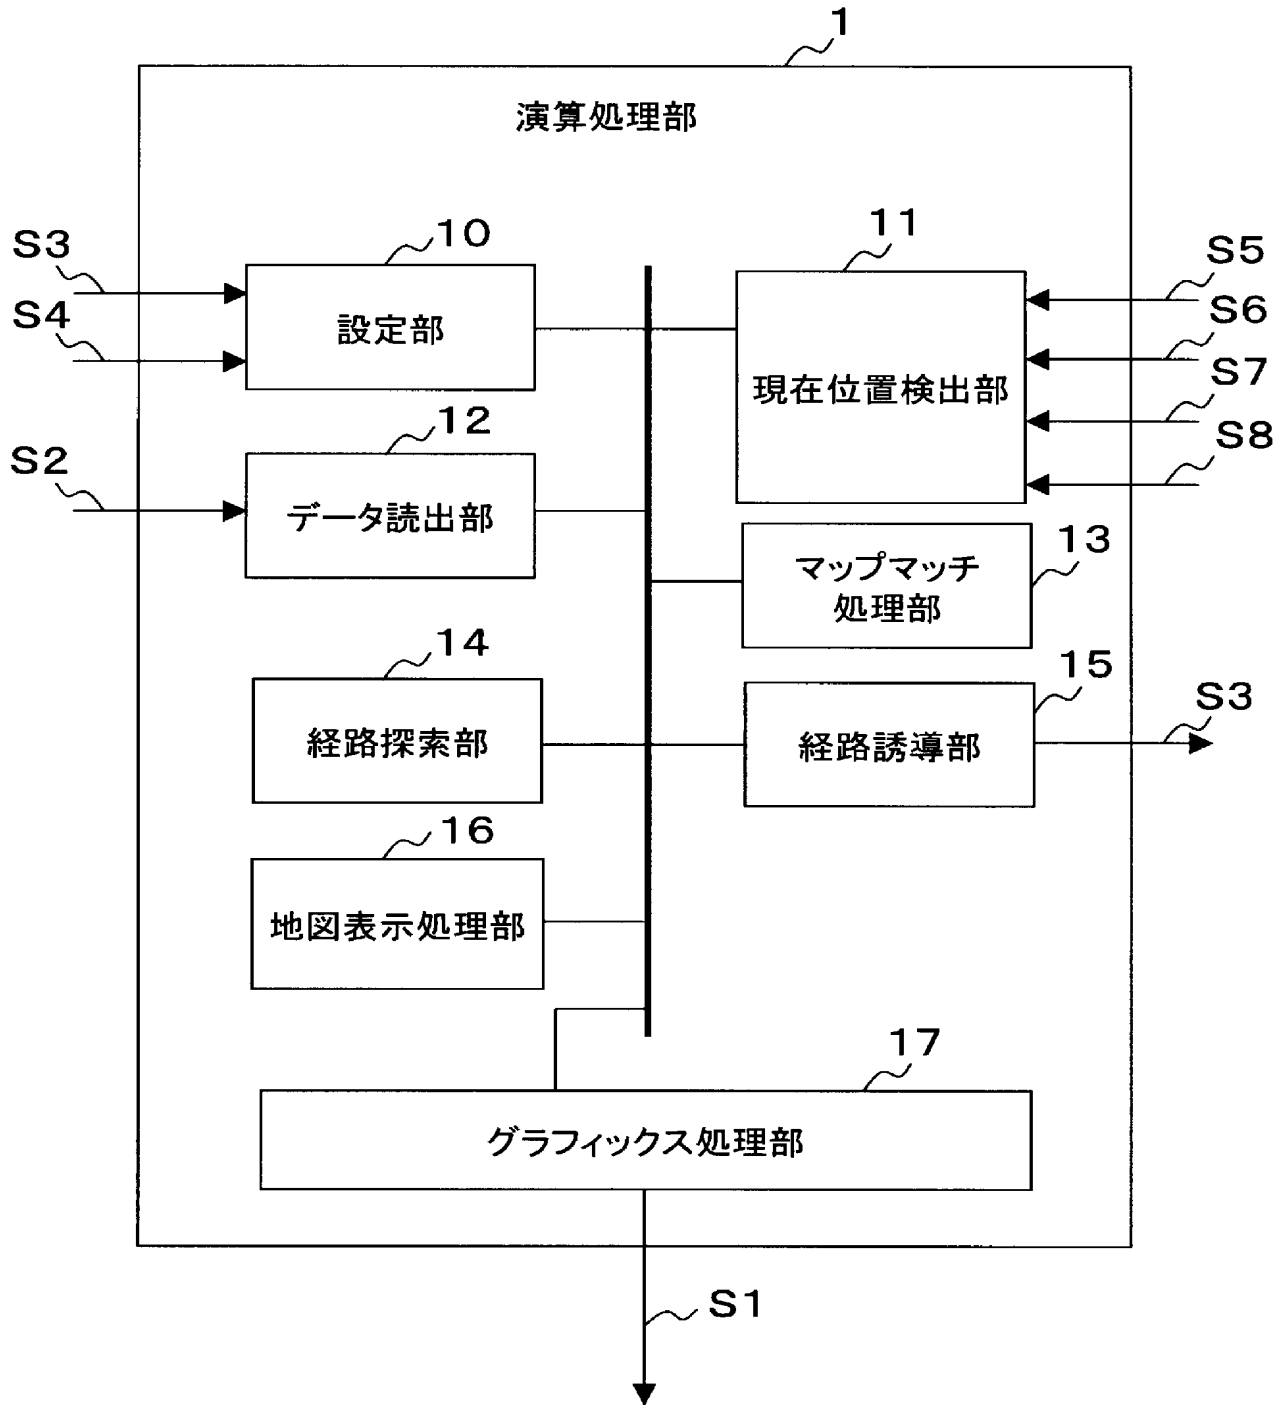 1
演算処理部
S3
10
設定部
S4
11
現在位置検出部
S5
S6
S7
S8
S2
12
データ読出部
13
マップマッチ
処理部
14
経路探索部
15
経路誘導部
S3
16
地図表示処理部
17
グラフィックス処理部
S1